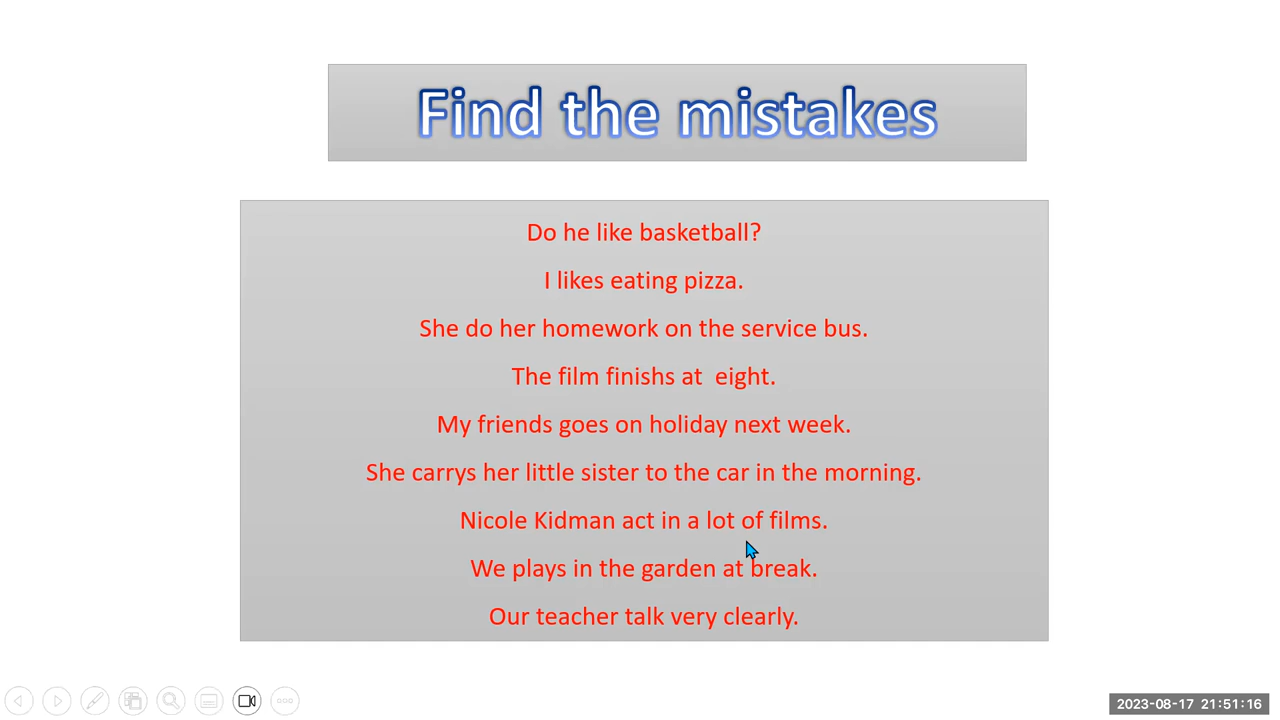 Find the mistakes
Do he like basketball?
I likes eating pizza.
She do her homework on the service bus.
The film finishs at  eight.
My friends goes on holiday next week.
She carrys her little sister to the car in the morning.
Nicole Kidman act in a lot of films.
We plays in the garden at break.
Our teacher talk very clearly.
2023-08-17 21:51:16